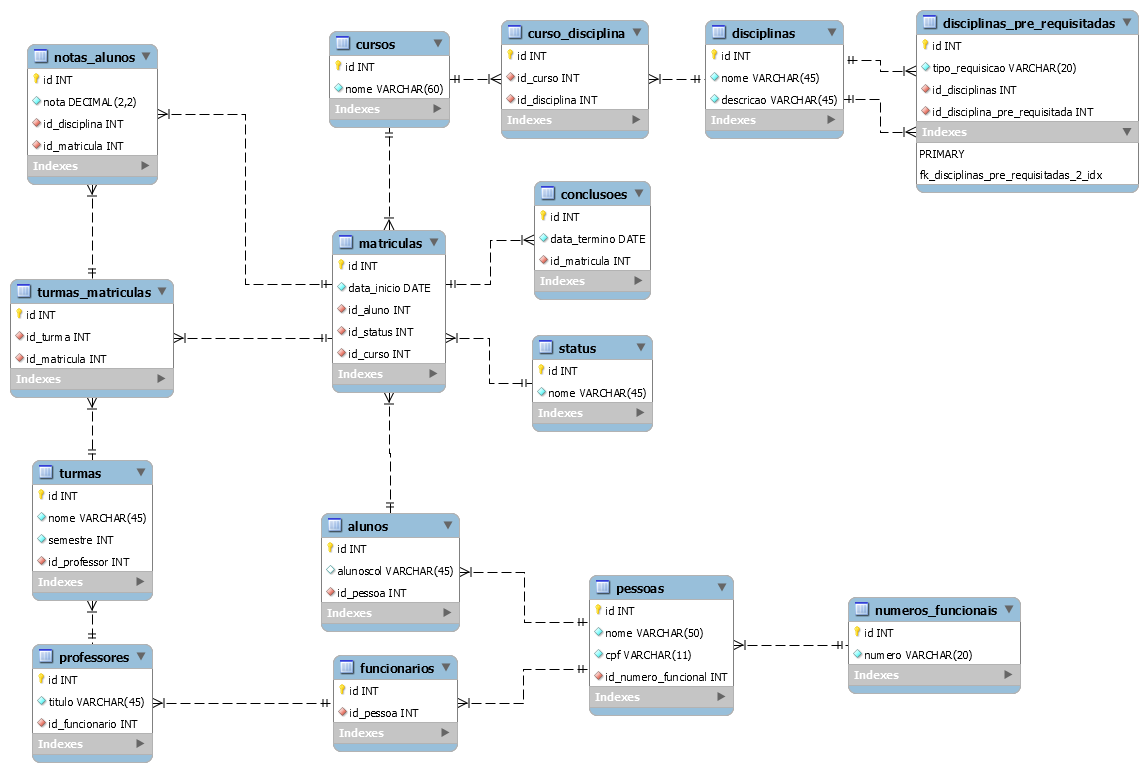 notas_alunos
id INT
nota DECIMAL(2,2)
id_disciplina INT
id_matricula INT
Indexes
cursos
id INT
nome VARCHAR(60)
Indexes
curso_disciplina
id INT
id_curso INT
id_disciplina INT
Indexes
disciplinas
id INT
nome VARCHAR(45)
descricao VARCHAR(45)
Indexes
disciplinas_pre_requisitadas
id INT
tipo_requisicao VARCHAR(20)
id_disciplinas INT
id_disciplina_pre_requisitada INT
Indexes
PRIMARY
fk_disciplinas_pre_requisitadas_2_idx
conclusoes
id INT
data_termino DATE
id_matricula INT
Indexes
matriculas
id INT
data_inicio DATE
id_aluno INT
id_status INT
id_curso INT
Indexes
turmas_matriculas
id INT
id_turma INT
id_matricula INT
Indexes
status
id INT
nome VARCHAR(45)
Indexes
turmas
id INT
nome VARCHAR(45)
semestre INT
id_professor INT
Indexes
alunos
id INT
alunoscol VARCHAR(45)
id_pessoa INT
Indexes
pessoas
id INT
nome VARCHAR(50)
cpf VARCHAR(11)
id_numero_funcional INT
Indexes
numeros_funcionais
id INT
numero VARCHAR(20)
Indexes
professores
id INT
titulo VARCHAR(45)
id_funcionario INT
Indexes
funcionarios
id INT
id_pessoa INT
Indexes